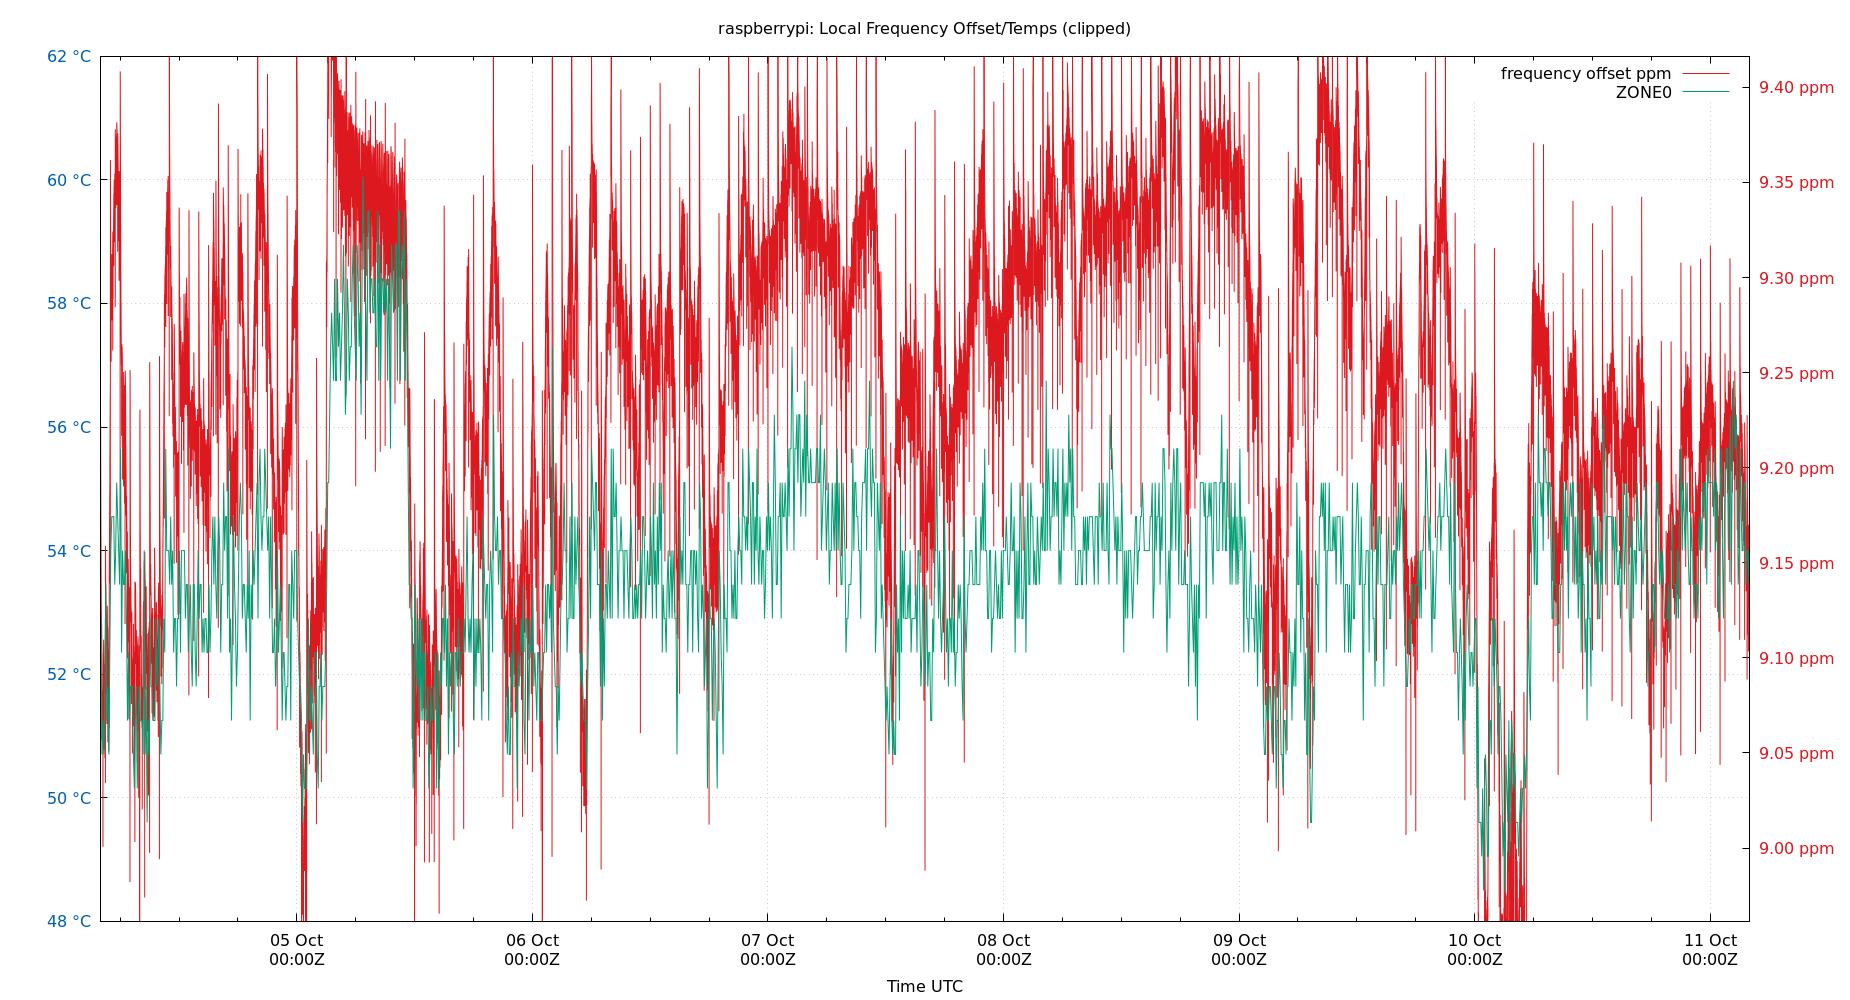 raspberrypi: Local Frequency Offset/Temps (clipped)
frequency offset ppm
ZONE0
62 °C
60 °C
58 °C
56 °C
54 °C
52 °C
50 °C
48 °C
9.40 ppm
9.35 ppm
9.30 ppm
9.25 ppm
9.20 ppm
9.15 ppm
9.10 ppm
9.05 ppm
9.00 ppm
05 Oct 06 Oct 07 Oct 08 Oct 09 Oct 10 Oct 11 Oct
00:00Z 00:00Z 00:00Z 00:00Z 00:00Z 00:00Z 00:00Z
Time UTC